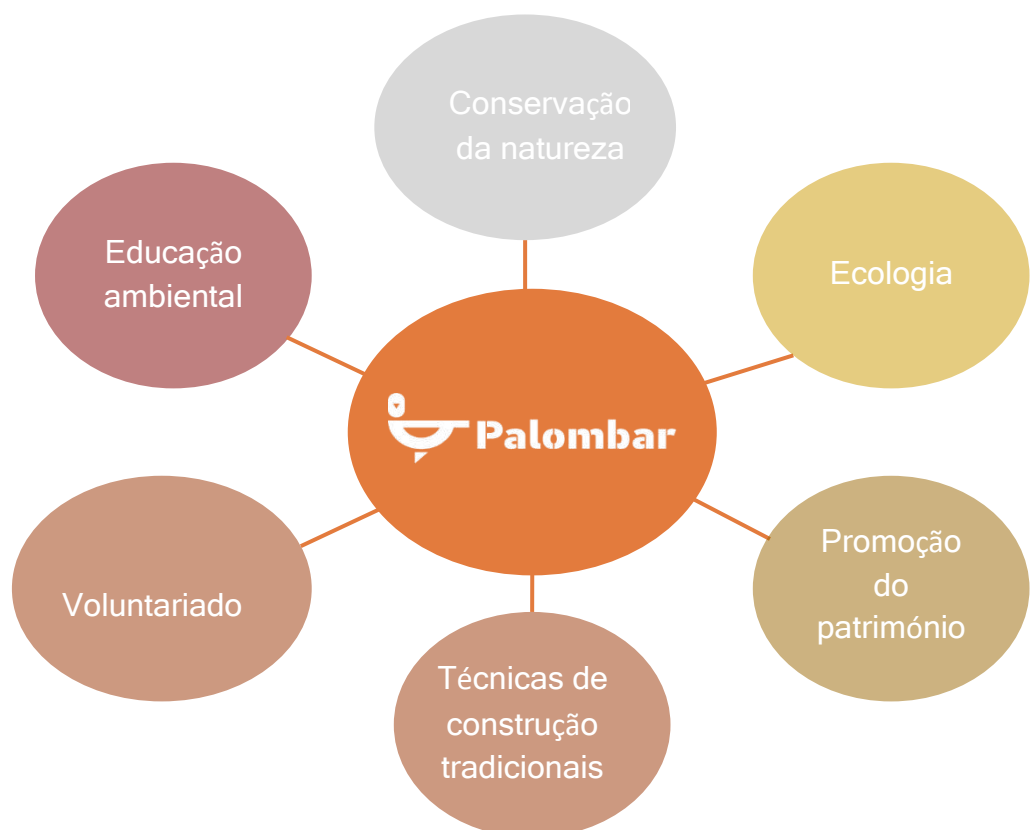 Conservação
da natureza
Educação
ambiental
Ecologia
Palombar
Promoção
do
património
Voluntariado
Técnicas de
construção
tradicionais